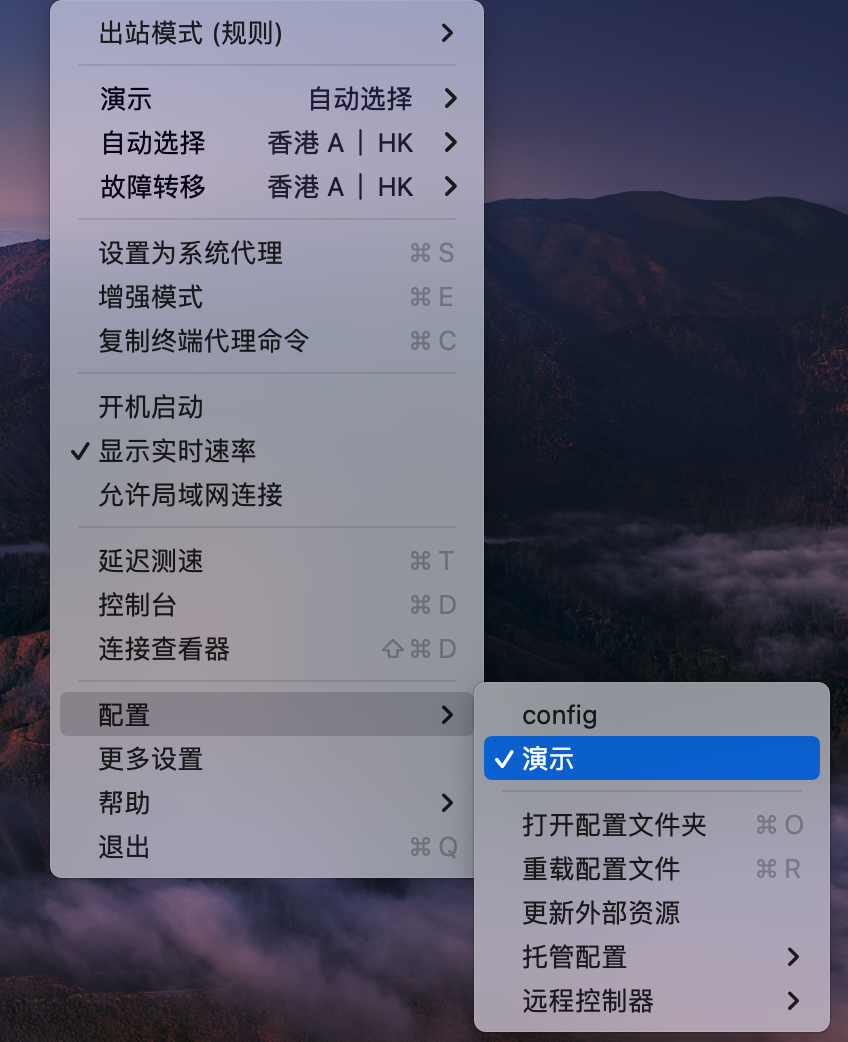 出站模式 (规则)
演示 自动选择
自动选择 香港 A | HK
故障转移 香港 A | HK
设置为系统代理 ⌘ S
增强模式 ⌘ E
复制终端代理命令 ⌘ C
开机启动
✓ 显示实时速率
允许局域网连接
延迟测速 ⌘ T
控制台 ⌘ D
连接查看器 ⇧ ⌘ D
配置
更多设置
帮助
退出 ⌘ Q
config
✓ 演示
打开配置文件夹 ⌘ O
重载配置文件 ⌘ R
更新外部资源
托管配置
远程控制器